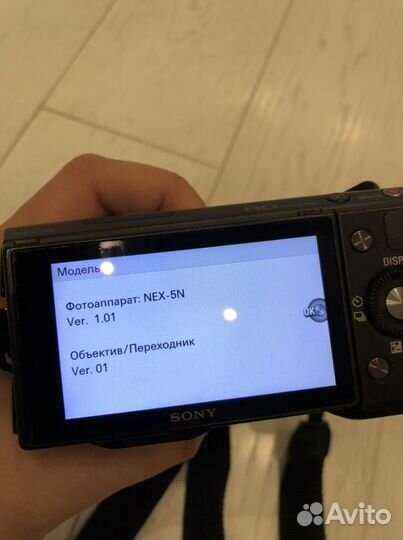 Модель
Фотоаппарат: NEX-5N
Ver. 1.01
Объектив/Переходник
Ver. 01
OK
DISP
SONY
Avito